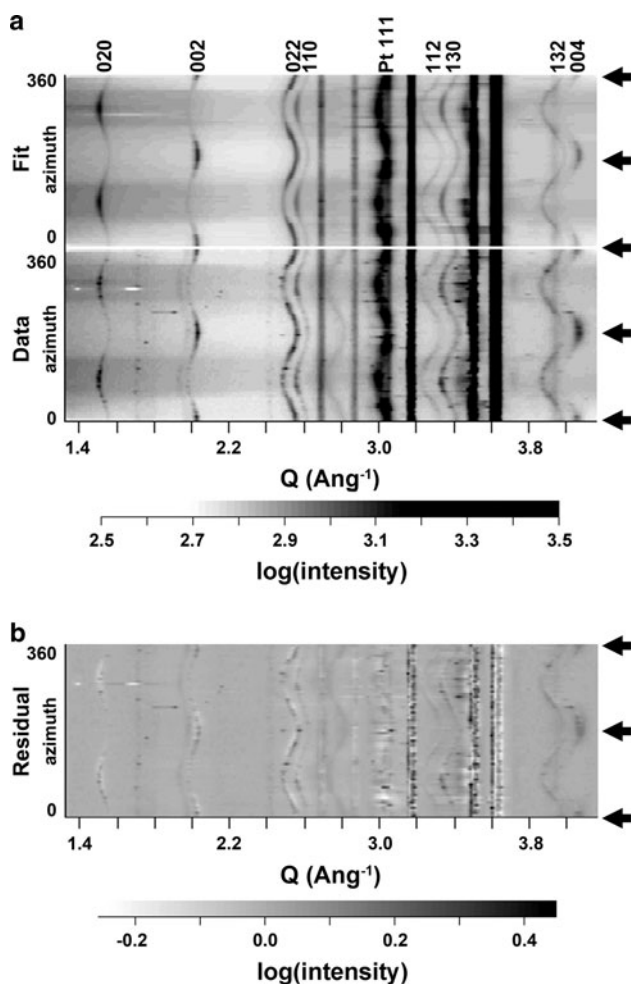 a
020 002 022 110 Pt 111 112 130 132 004
360
azimuth
Fit
0
360
azimuth
Data
0
1.4 2.2 3.0 3.8
Q (Ang⁻¹)
2.5 2.7 2.9 3.1 3.3 3.5
log(intensity)
b
360
azimuth
Residual
0
1.4 2.2 3.0 3.8
Q (Ang⁻¹)
-0.2 0.0 0.2 0.4
log(intensity)